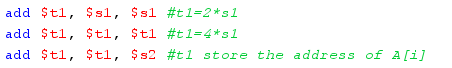 add $t1, $s1, $s1 #t1=2*s1
add $t1, $t1, $t1 #t1=4*s1
add $t1, $t1, $s2 #t1 store the address of A[i]